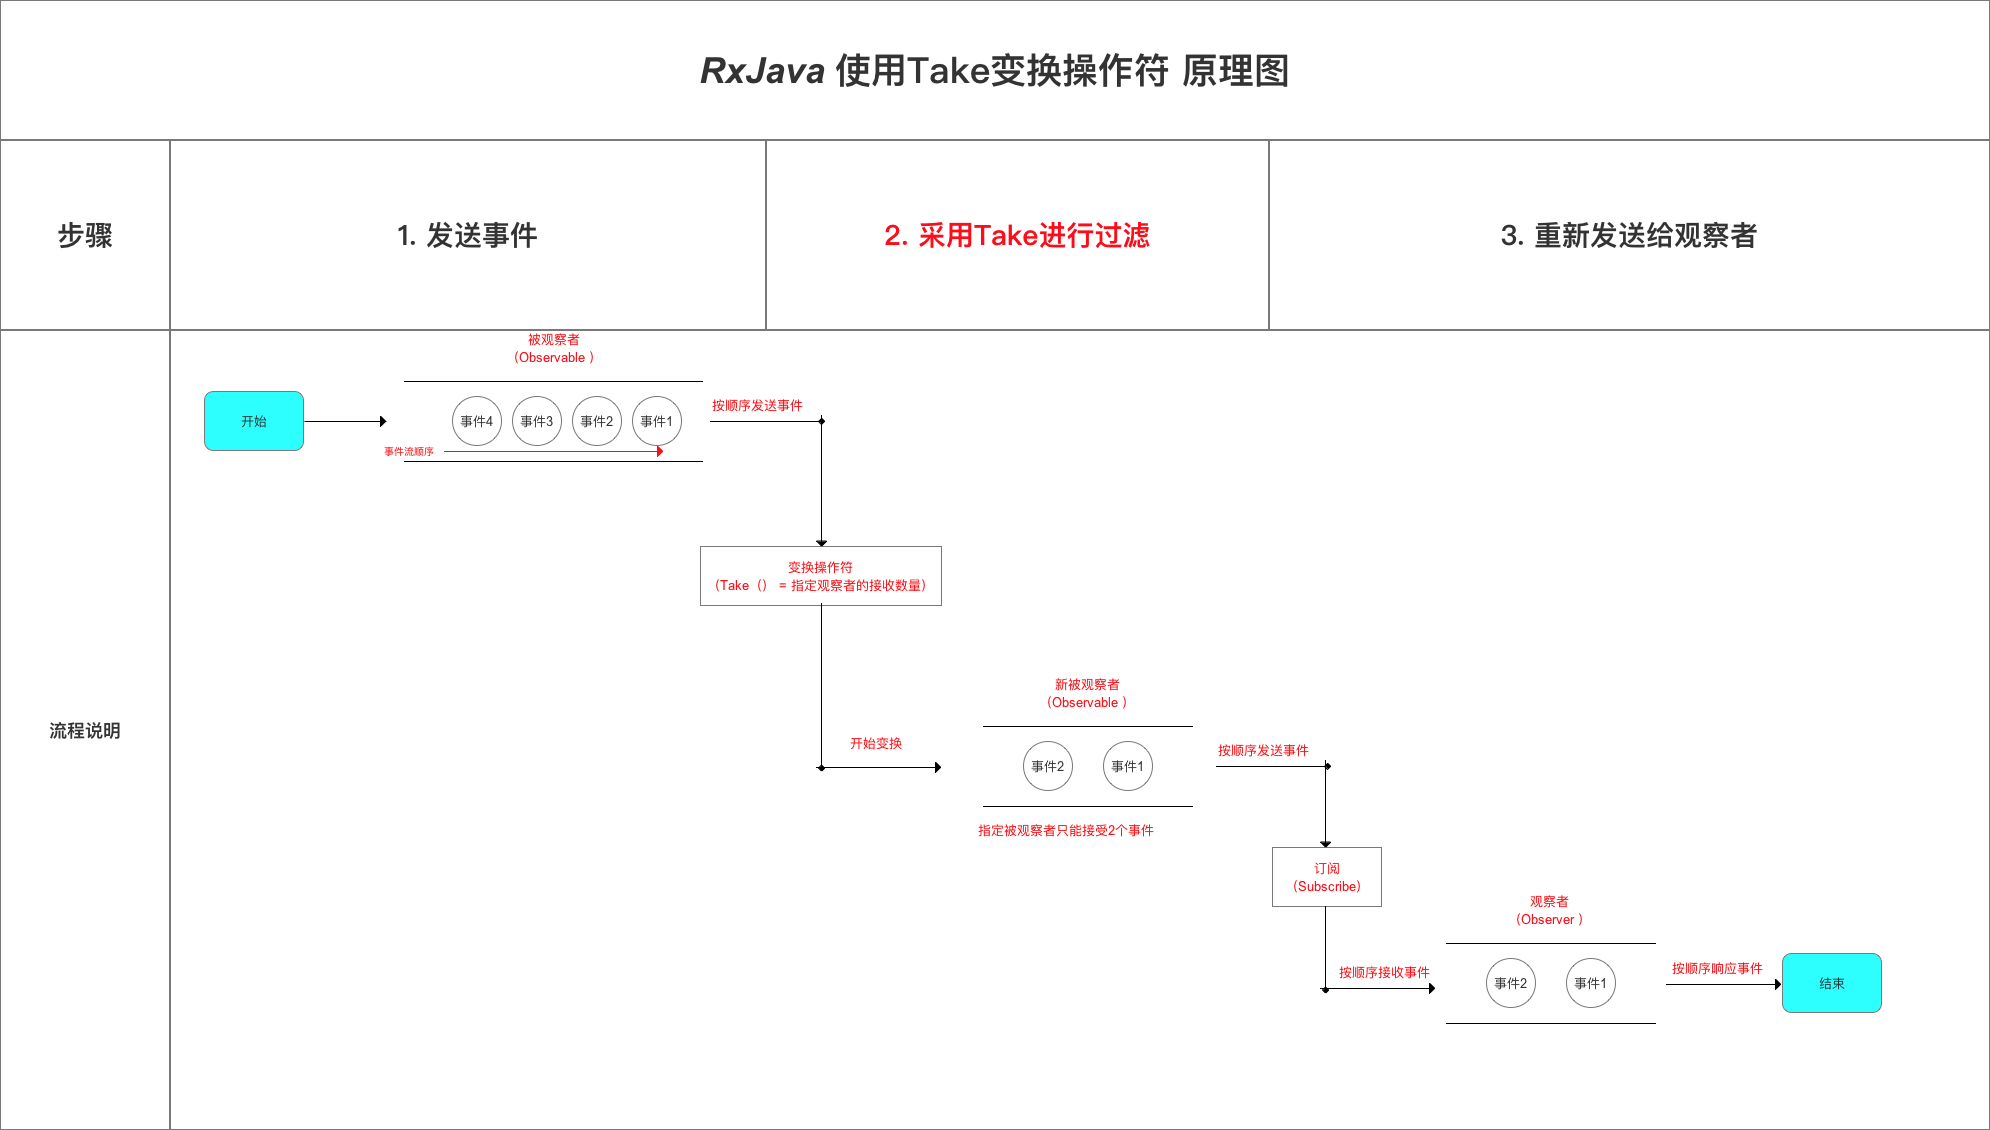 RxJava 使用Take变换操作符 原理图
步骤
1. 发送事件
2. 采用Take进行过滤
3. 重新发送给观察者
流程说明
被观察者
（Observable ）
开始
事件4
事件3
事件2
事件1
事件流顺序
按顺序发送事件
变换操作符
（Take（） = 指定观察者的接收数量）
开始变换
新被观察者
（Observable ）
事件2
事件1
指定被观察者只能接受2个事件
按顺序发送事件
订阅
（Subscribe）
按顺序接收事件
观察者
（Observer ）
事件2
事件1
按顺序响应事件
结束